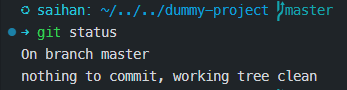 saihan: ~/../../dummy-project master
➜ git status
On branch master
nothing to commit, working tree clean